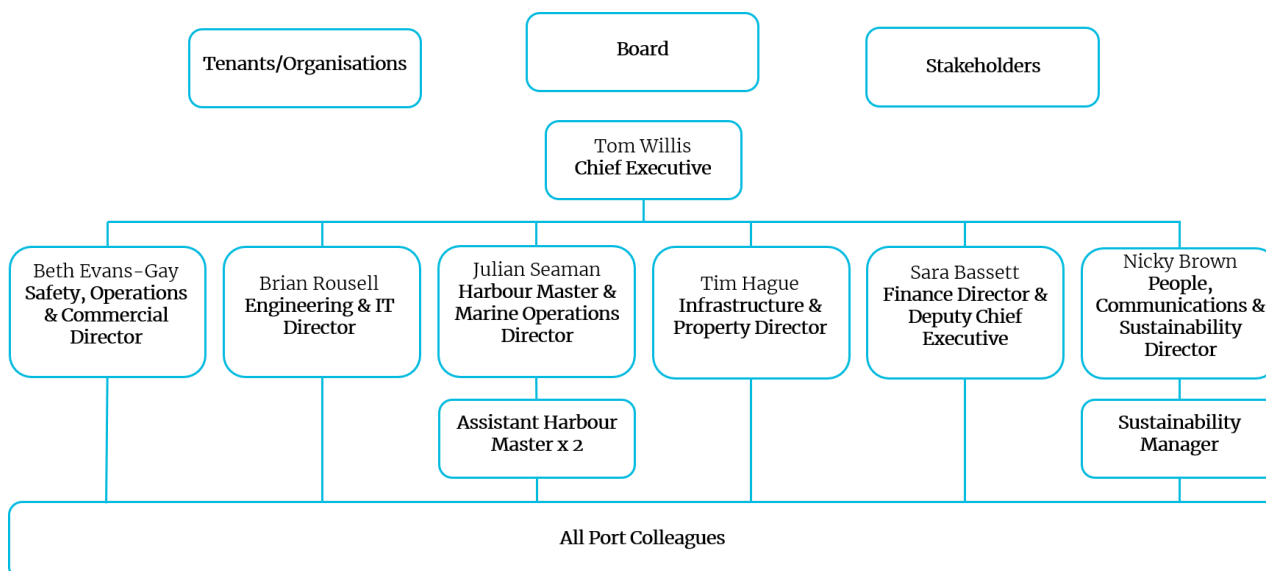 Tenants/Organisations
Board
Stakeholders
Tom Willis
Chief Executive
Beth Evans-Gay
Safety, Operations
& Commercial
Director
Brian Rousell
Engineering & IT
Director
Julian Seaman
Harbour Master &
Marine Operations
Director
Tim Hague
Infrastructure &
Property Director
Sara Bassett
Finance Director &
Deputy Chief
Executive
Nicky Brown
People,
Communications &
Sustainability
Director
Assistant Harbour
Master x 2
Sustainability
Manager
All Port Colleagues